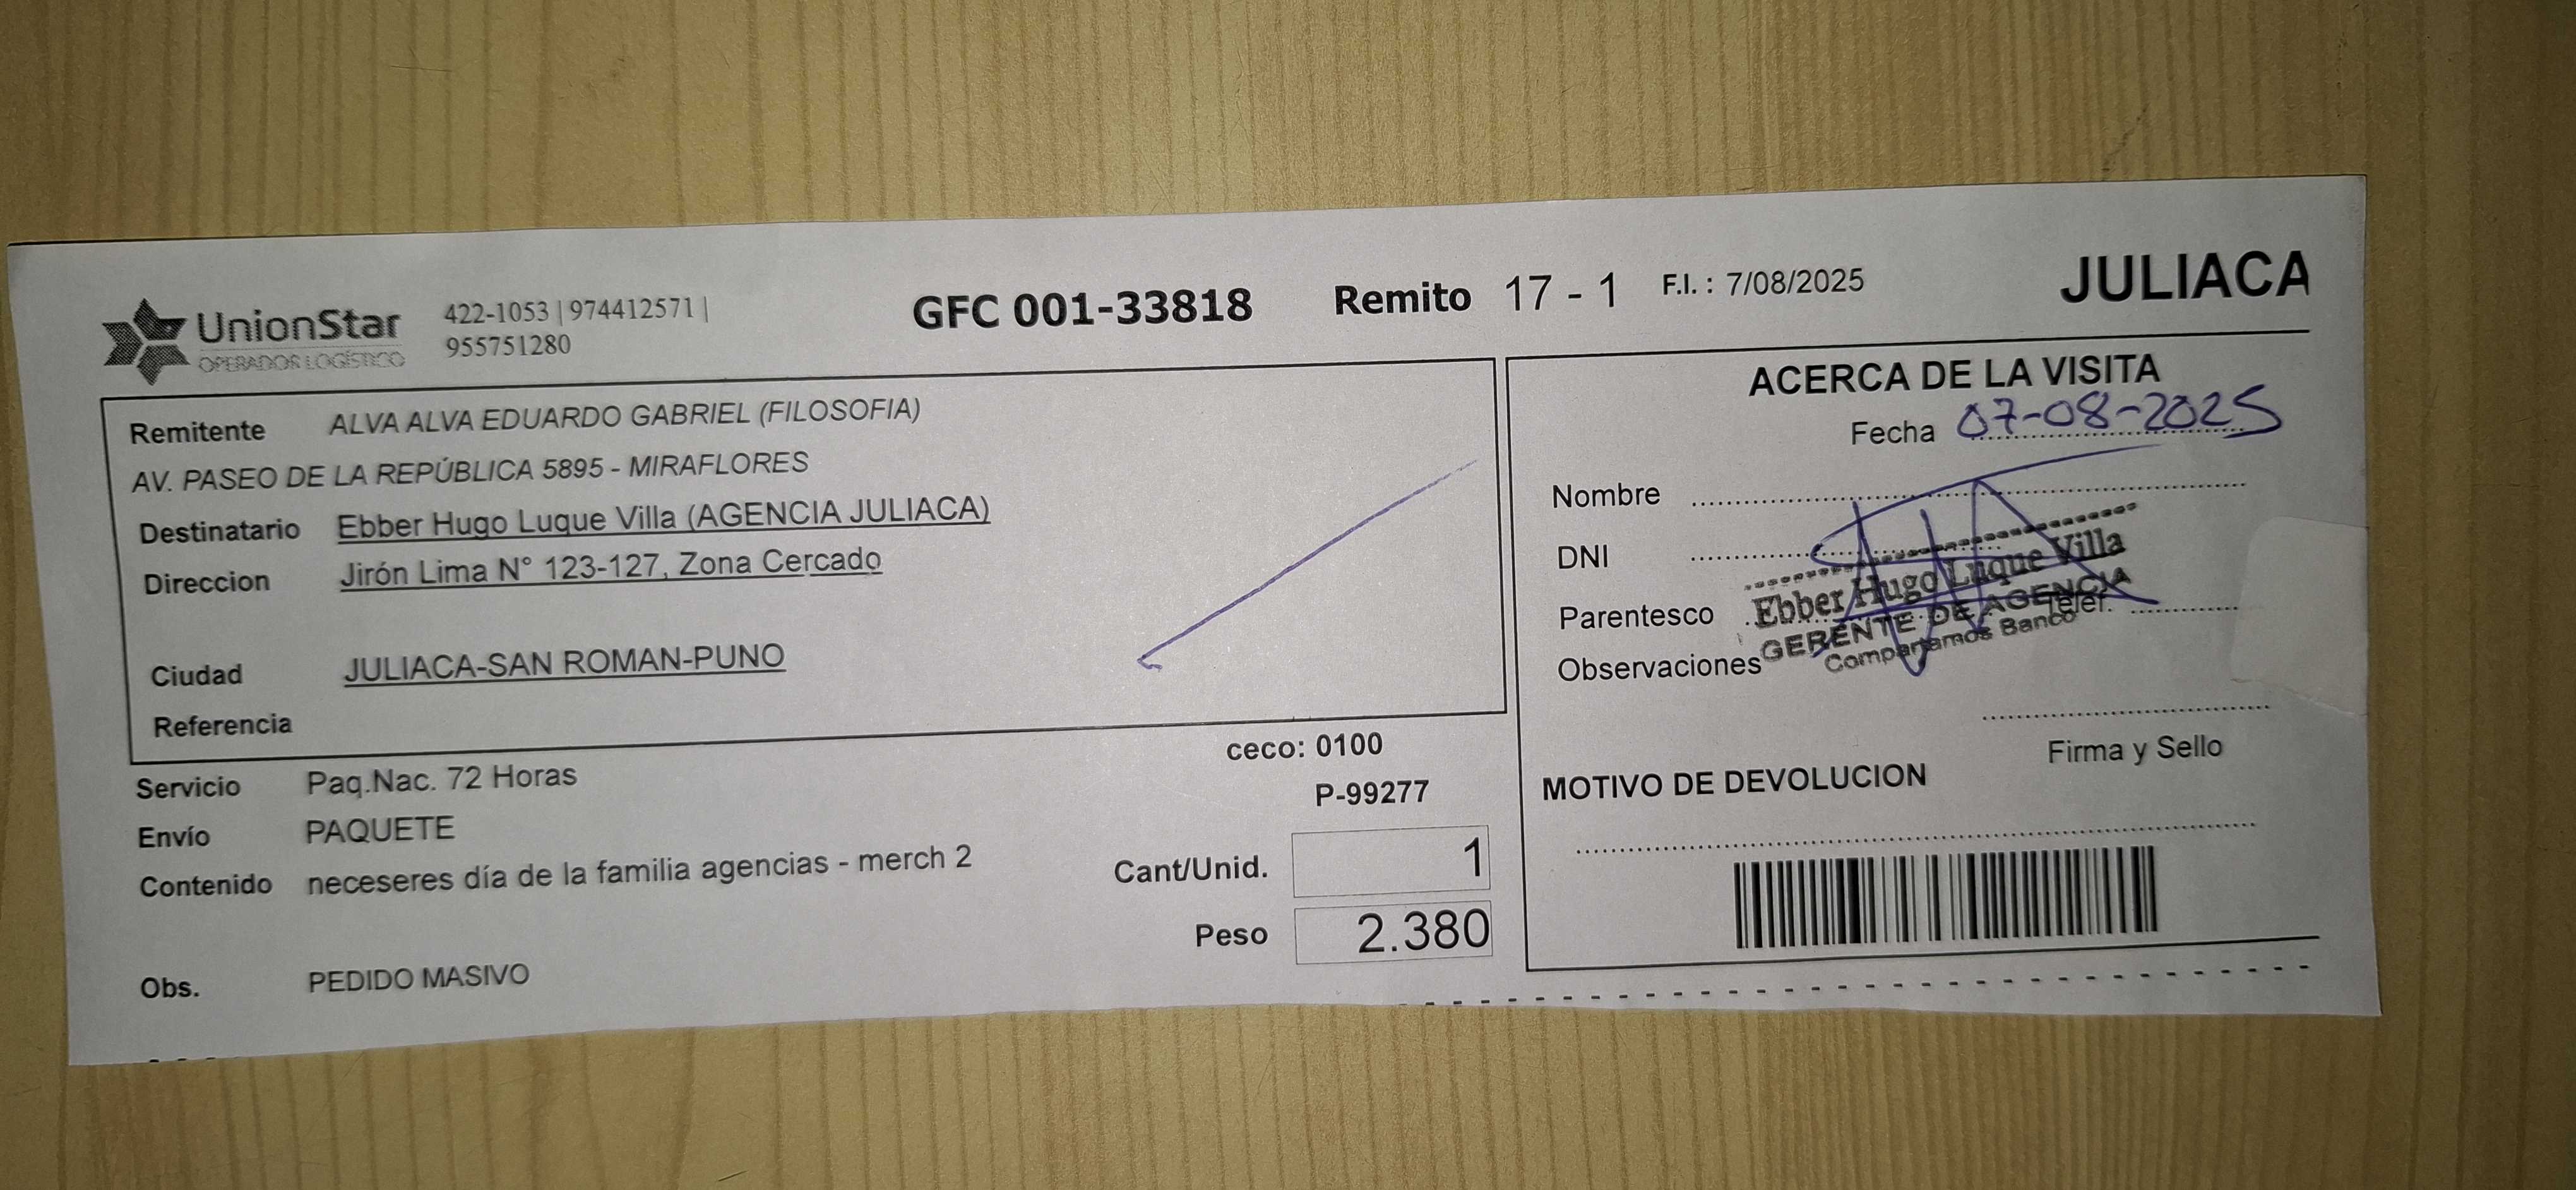 UnionStar
OPERADOR LOGÍSTICO
422-1053 | 974412571 |
955751280
GFC 001-33818
Remito 17 - 1
F.I. : 7/08/2025
JULIACA
Remitente ALVA ALVA EDUARDO GABRIEL (FILOSOFIA)
AV. PASEO DE LA REPÚBLICA 5895 - MIRAFLORES
Destinatario Ebber Hugo Luque Villa (AGENCIA JULIACA)
Direccion Jirón Lima N° 123-127, Zona Cercado
Ciudad JULIACA-SAN ROMAN-PUNO
Referencia
Servicio Paq.Nac. 72 Horas
Envío PAQUETE
Contenido neceseres día de la familia agencias - merch 2
Obs. PEDIDO MASIVO
ceco: 0100
P-99277
Cant/Unid. 1
Peso 2.380
ACERCA DE LA VISITA
Fecha 07-08-2025
Nombre
DNI
Parentesco Telef.
Observaciones
Ebber Hugo Luque Villa
GERENTE DE AGENCIA
Compartamos Banco
Firma y Sello
MOTIVO DE DEVOLUCION